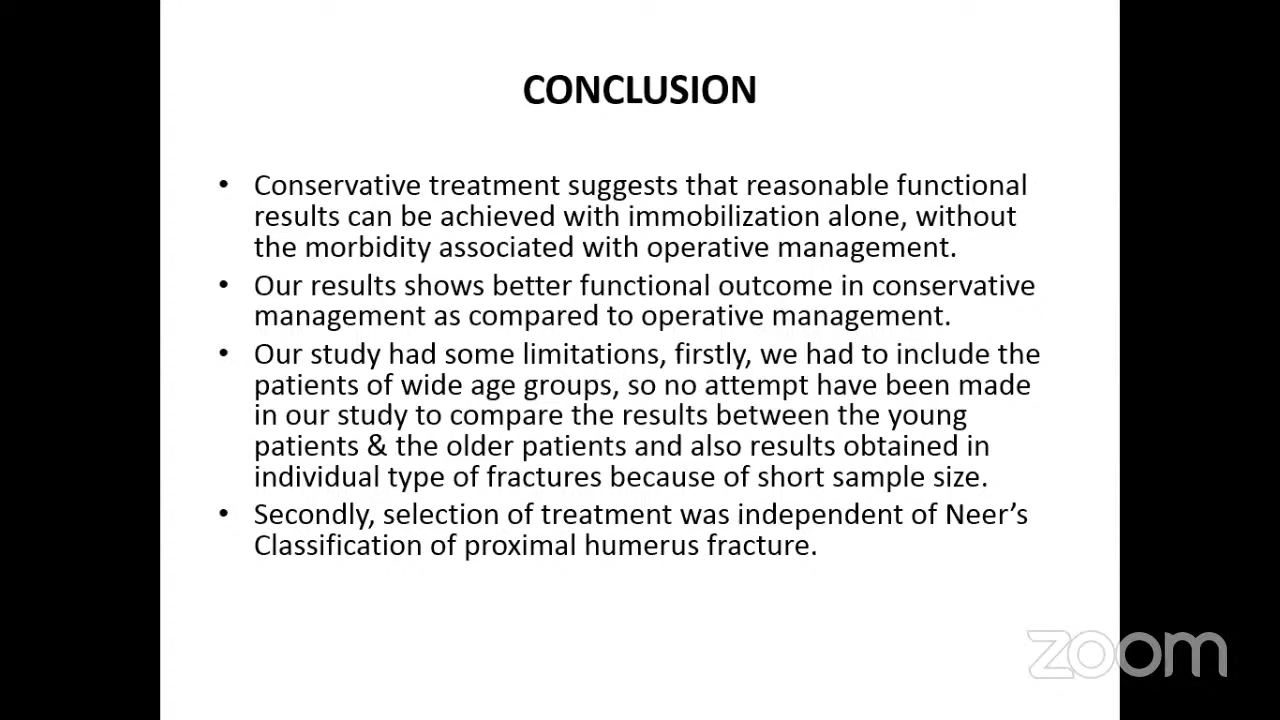 CONCLUSION
• Conservative treatment suggests that reasonable functional
results can be achieved with immobilization alone, without
the morbidity associated with operative management.
• Our results shows better functional outcome in conservative
management as compared to operative management.
• Our study had some limitations, firstly, we had to include the
patients of wide age groups, so no attempt have been made
in our study to compare the results between the young
patients & the older patients and also results obtained in
individual type of fractures because of short sample size.
• Secondly, selection of treatment was independent of Neer’s
Classification of proximal humerus fracture.
zoom